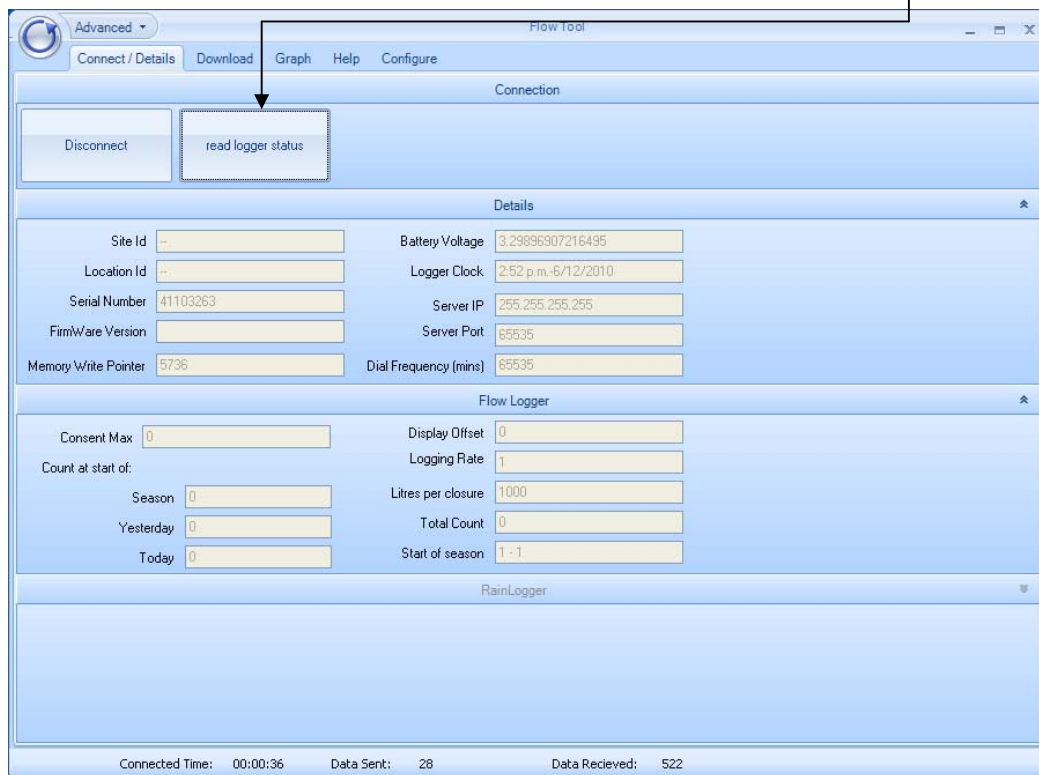 Advanced
Flow Tool
Connect / Details Download Graph Help Configure
Connection
Disconnect read logger status
Details
Site Id -- Battery Voltage 3.29896907216495
Location Id -- Logger Clock 2:52 p.m.-6/12/2010
Serial Number 41103263 Server IP 255.255.255.255
FirmWare Version Server Port 65535
Memory Write Pointer 5736 Dial Frequency (mins) 65535
Flow Logger
Consent Max 0 Display Offset 0
Count at start of: Logging Rate 1
Season 0 Litres per closure 1000
Yesterday 0 Total Count 0
Today 0 Start of season 1 - 1
RainLogger
Connected Time: 00:00:36 Data Sent: 28 Data Recieved: 522